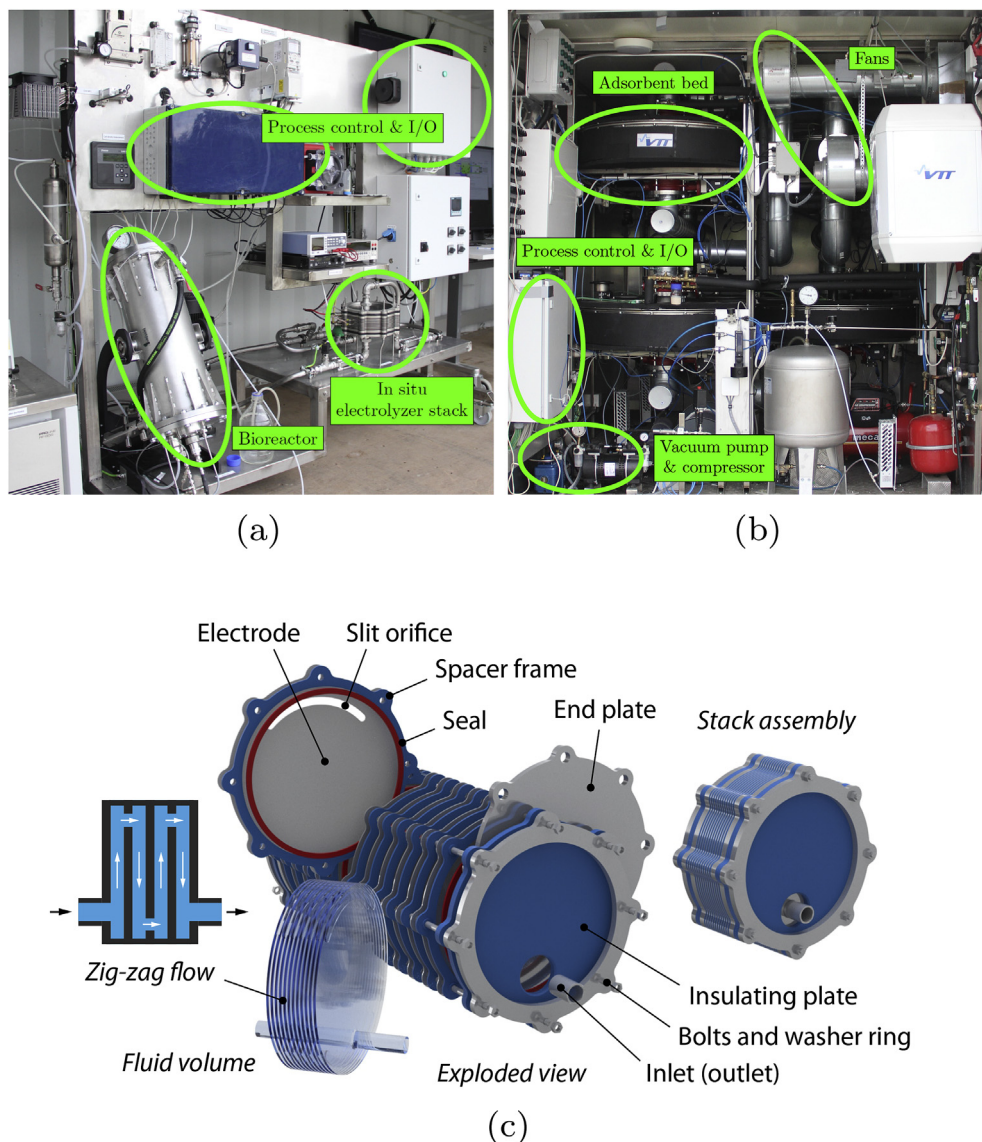 Process control & I/O
In situ
electrolyzer stack
Bioreactor
(a)
Fans
Adsorbent bed
VTT
VTT
Process control & I/O
Vacuum pump
& compressor
(b)
Electrode
Slit orifice
Spacer frame
Seal
End plate
Stack assembly
Zig-zag flow
Fluid volume
Exploded view
Insulating plate
Bolts and washer ring
Inlet (outlet)
(c)